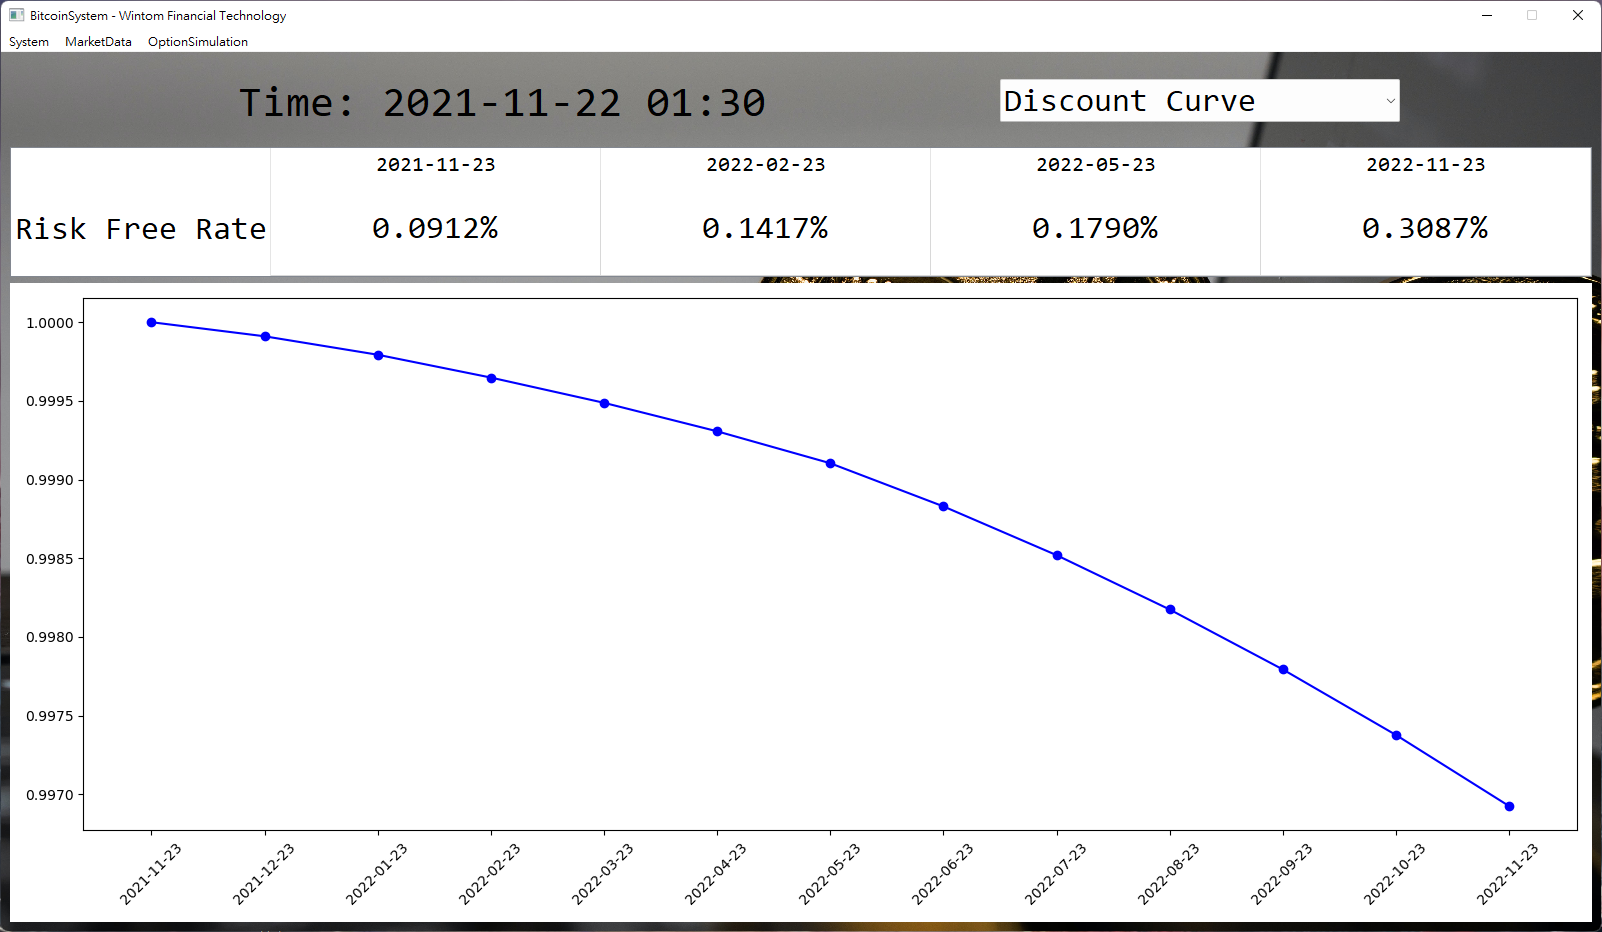 BitcoinSystem - Wintom Financial Technology
System MarketData OptionSimulation
Time: 2021-11-22 01:30
Discount Curve
2021-11-23 2022-02-23 2022-05-23 2022-11-23
Risk Free Rate 0.0912% 0.1417% 0.1790% 0.3087%
1.0000
0.9995
0.9990
0.9985
0.9980
0.9975
0.9970
2021-11-23 2021-12-23 2022-01-23 2022-02-23 2022-03-23 2022-04-23 2022-05-23 2022-06-23 2022-07-23 2022-08-23 2022-09-23 2022-10-23 2022-11-23